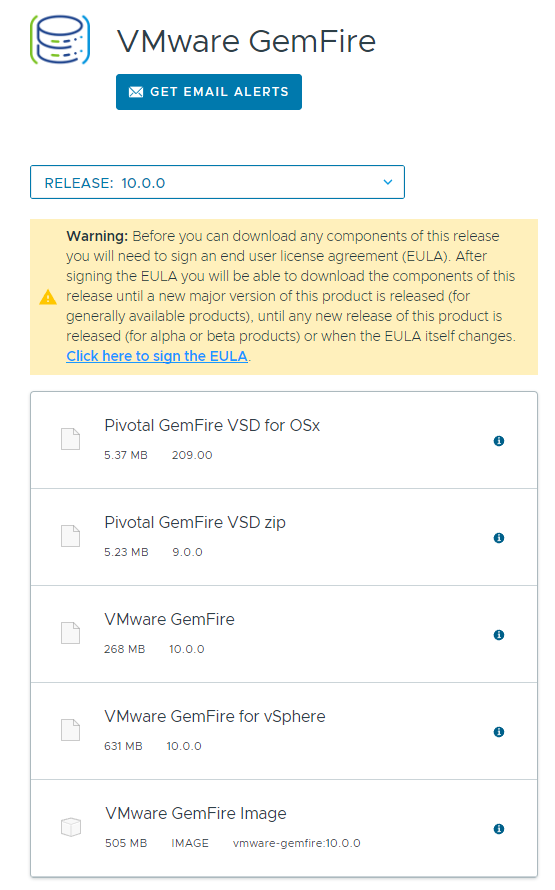 VMware GemFire
GET EMAIL ALERTS
RELEASE: 10.0.0
Warning: Before you can download any components of this release
you will need to sign an end user license agreement (EULA). After
signing the EULA you will be able to download the components of this
release until a new major version of this product is released (for
generally available products), until any new release of this product is
released (for alpha or beta products) or when the EULA itself changes.
Click here to sign the EULA.
Pivotal GemFire VSD for OSx
5.37 MB 209.00
Pivotal GemFire VSD zip
5.23 MB 9.0.0
VMware GemFire
268 MB 10.0.0
VMware GemFire for vSphere
631 MB 10.0.0
VMware GemFire Image
505 MB IMAGE vmware-gemfire:10.0.0